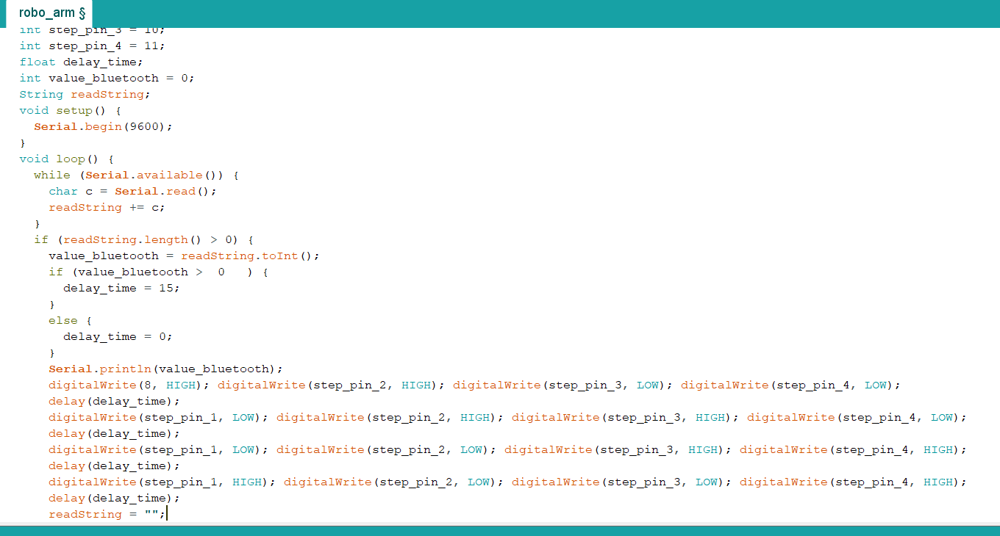 robo_arm §
int step_pin_3 = 10;
int step_pin_4 = 11;
float delay_time;
int value_bluetooth = 0;
String readString;
void setup() {
  Serial.begin(9600);
}
void loop() {
  while (Serial.available()) {
    char c = Serial.read();
    readString += c;
  }
  if (readString.length() > 0) {
    value_bluetooth = readString.toInt();
    if (value_bluetooth >  0   ) {
      delay_time = 15;
    }
    else {
      delay_time = 0;
    }
    Serial.println(value_bluetooth);
    digitalWrite(8, HIGH); digitalWrite(step_pin_2, HIGH); digitalWrite(step_pin_3, LOW); digitalWrite(step_pin_4, LOW);
    delay(delay_time);
    digitalWrite(step_pin_1, LOW); digitalWrite(step_pin_2, HIGH); digitalWrite(step_pin_3, HIGH); digitalWrite(step_pin_4, LOW);
    delay(delay_time);
    digitalWrite(step_pin_1, LOW); digitalWrite(step_pin_2, LOW); digitalWrite(step_pin_3, HIGH); digitalWrite(step_pin_4, HIGH);
    delay(delay_time);
    digitalWrite(step_pin_1, HIGH); digitalWrite(step_pin_2, LOW); digitalWrite(step_pin_3, LOW); digitalWrite(step_pin_4, HIGH);
    delay(delay_time);
    readString = "";